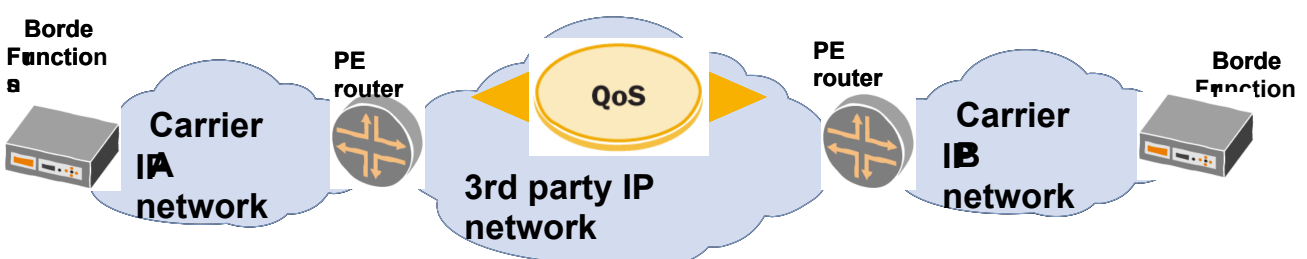 Borde
Function
PE
router
Carrier
A
IP
network
QoS
3rd party IP
network
PE
router
Carrier
B
IP
network
Borde
Function